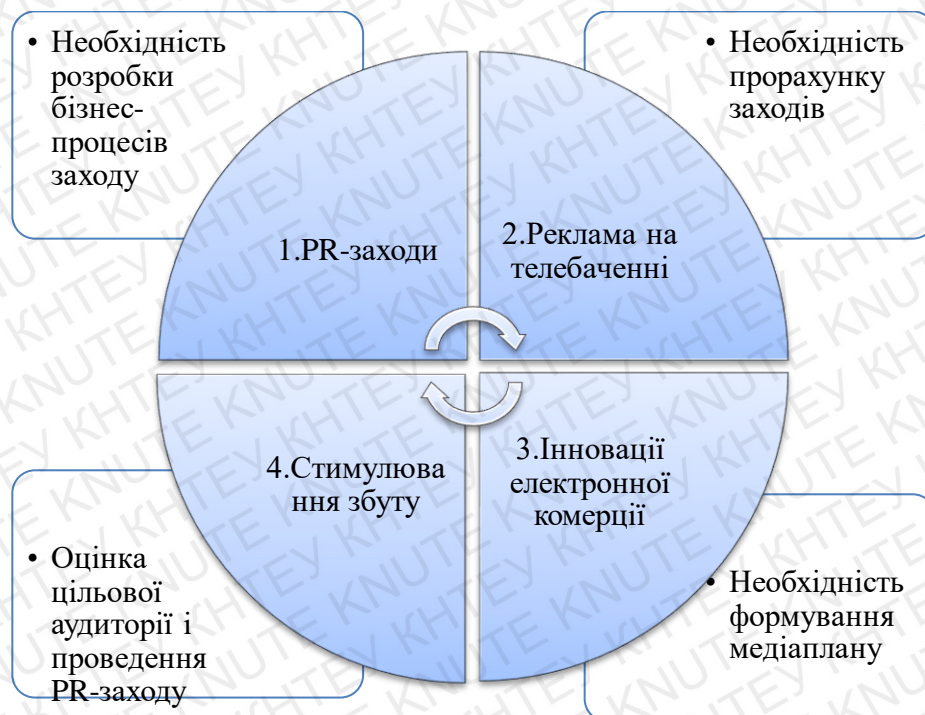 • Необхідність
розробки
бізнес-
процесів
заходу
• Необхідність
прорахунку
заходів
1.PR-заходи
2.Реклама на
телебаченні
4.Стимулюва
ння збуту
3.Інновації
електронної
комерції
• Оцінка
цільової
аудиторії і
проведення
PR-заходу
• Необхідність
формування
медіаплану